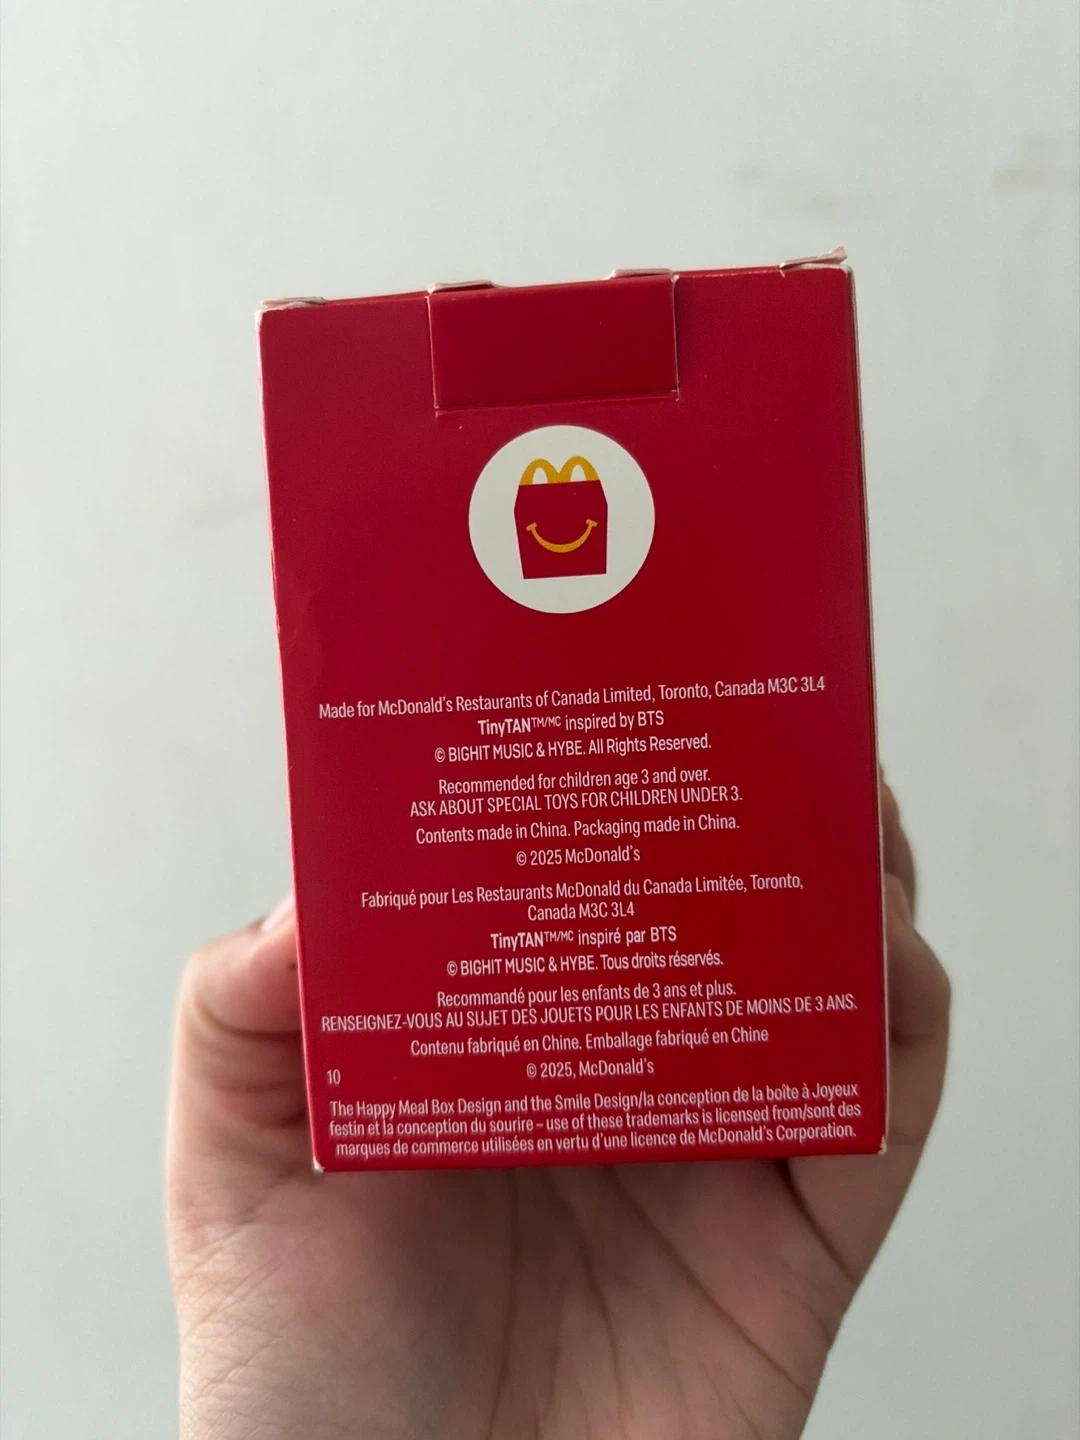 Made for McDonald's Restaurants of Canada Limited, Toronto, Canada M3C 3L4
TinyTAN™/MC inspired by BTS
© BIGHIT MUSIC & HYBE. All Rights Reserved.
Recommended for children age 3 and over.
ASK ABOUT SPECIAL TOYS FOR CHILDREN UNDER 3.
Contents made in China. Packaging made in China.
© 2025 McDonald's
Fabriqué pour Les Restaurants McDonald du Canada Limitée, Toronto,
Canada M3C 3L4
TinyTAN™/MC inspiré par BTS
© BIGHIT MUSIC & HYBE. Tous droits réservés.
Recommandé pour les enfants de 3 ans et plus.
RENSEIGNEZ-VOUS AU SUJET DES JOUETS POUR LES ENFANTS DE MOINS DE 3 ANS.
Contenu fabriqué en Chine. Emballage fabriqué en Chine
© 2025, McDonald's
10
The Happy Meal Box Design and the Smile Design/la conception de la boîte à Joyeux
festin et la conception du sourire – use of these trademarks is licensed from/sont des
marques de commerce utilisées en vertu d'une licence de McDonald's Corporation.